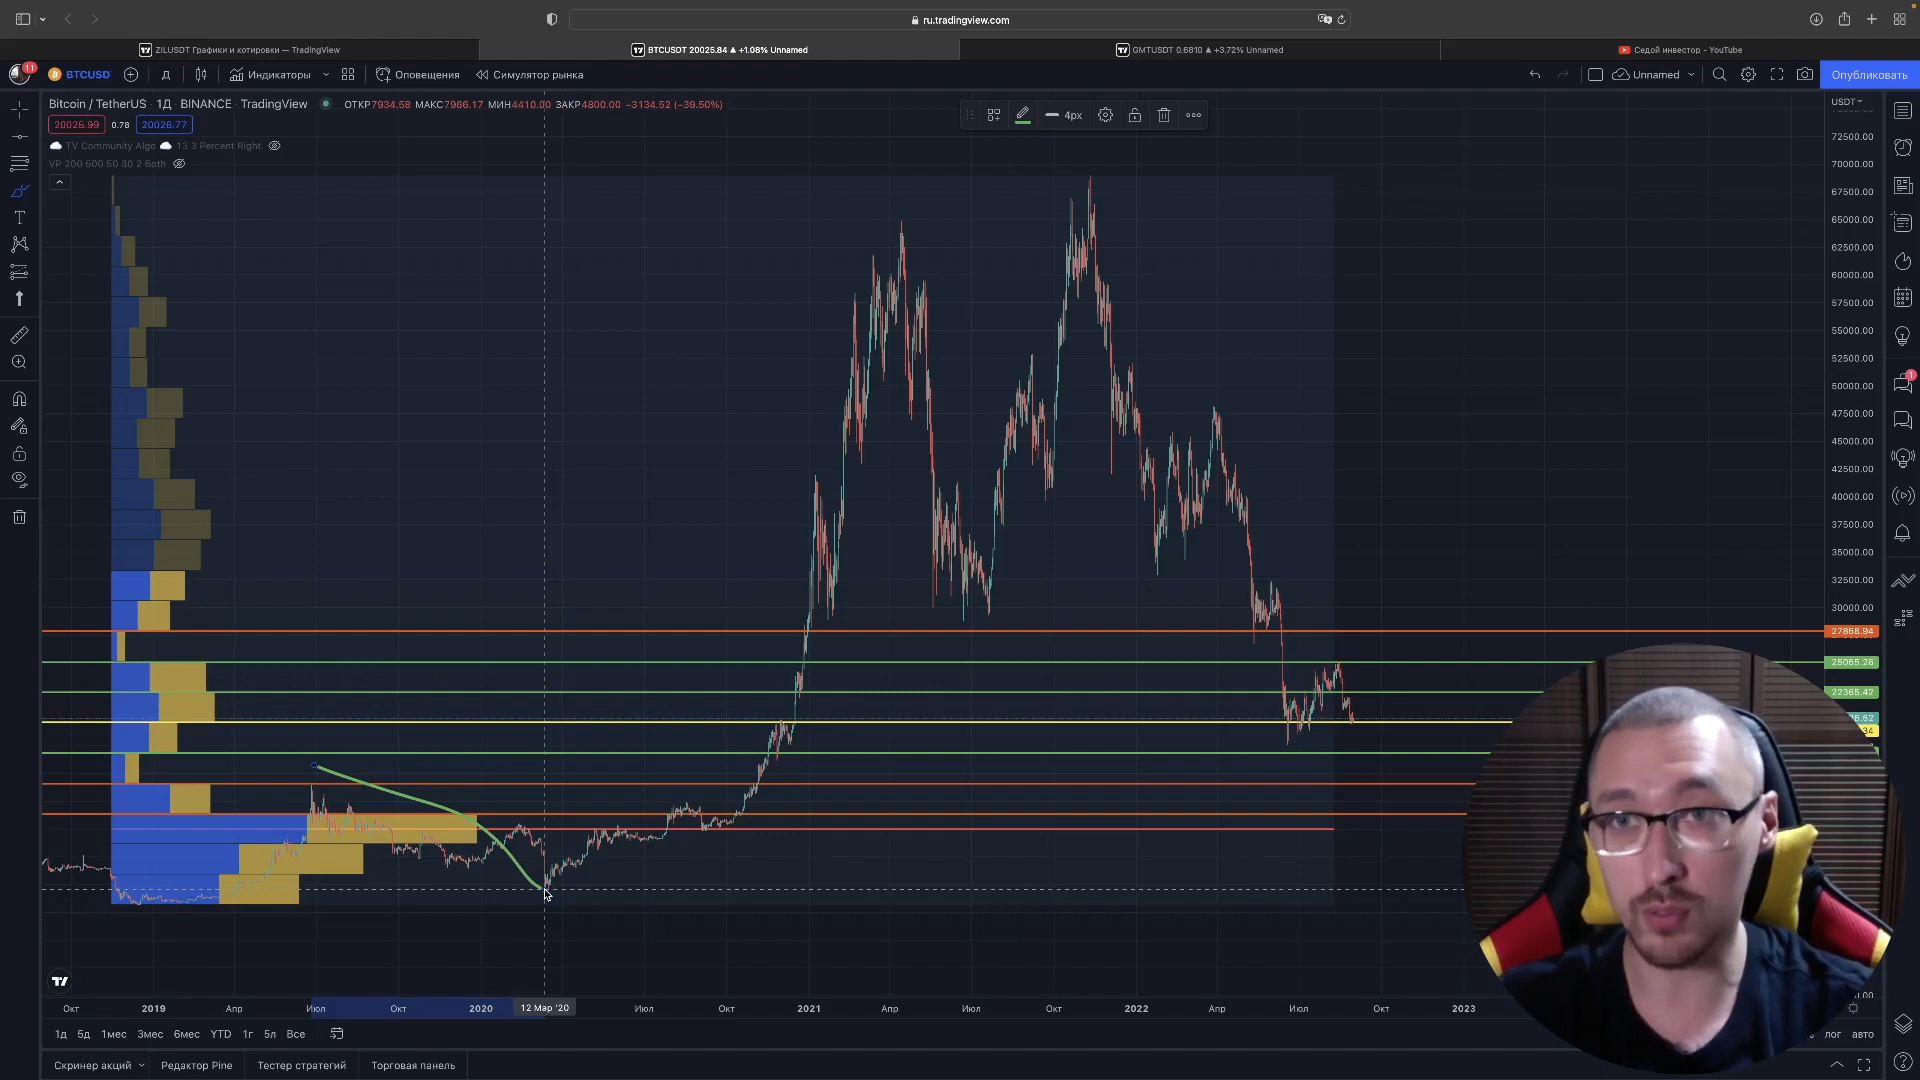 ru.tradingview.com
ZILUSDT Графики и котировки — TradingView
BTCUSDT 20025.84 ▲ +1.08% Unnamed
GMTUSDT 0.6810 ▲ +3.72% Unnamed
Седой инвестор - YouTube
11
BTCUSD
Д
Индикаторы
Оповещения
Симулятор рынка
Unnamed
Опубликовать
Bitcoin / TetherUS · 1Д · BINANCE · TradingView
ОТКР7934.58 МАКС7966.17 МИН4410.00 ЗАКР4800.00 −3134.52 (−39.50%)
20025.99 0.78 20026.77
TV Community Algo 13 3 Percent Right
VP 200 500 50 30 2 Both
4px
USDT
72500.00
70000.00
67500.00
65000.00
62500.00
60000.00
57500.00
55000.00
52500.00
50000.00
47500.00
45000.00
42500.00
40000.00
37500.00
35000.00
32500.00
30000.00
27868.94
25065.28
22365.42
1
Окт
2019
Апр
Июл
Окт
2020
12 Мар '20
Июл
Окт
2021
Апр
Июл
Окт
2022
Апр
Июл
Окт
2023
1д 5д 1мес 3мес 6мес YTD 1г 5л Все
лог авто
Скринер акций
Редактор Pine
Тестер стратегий
Торговая панель